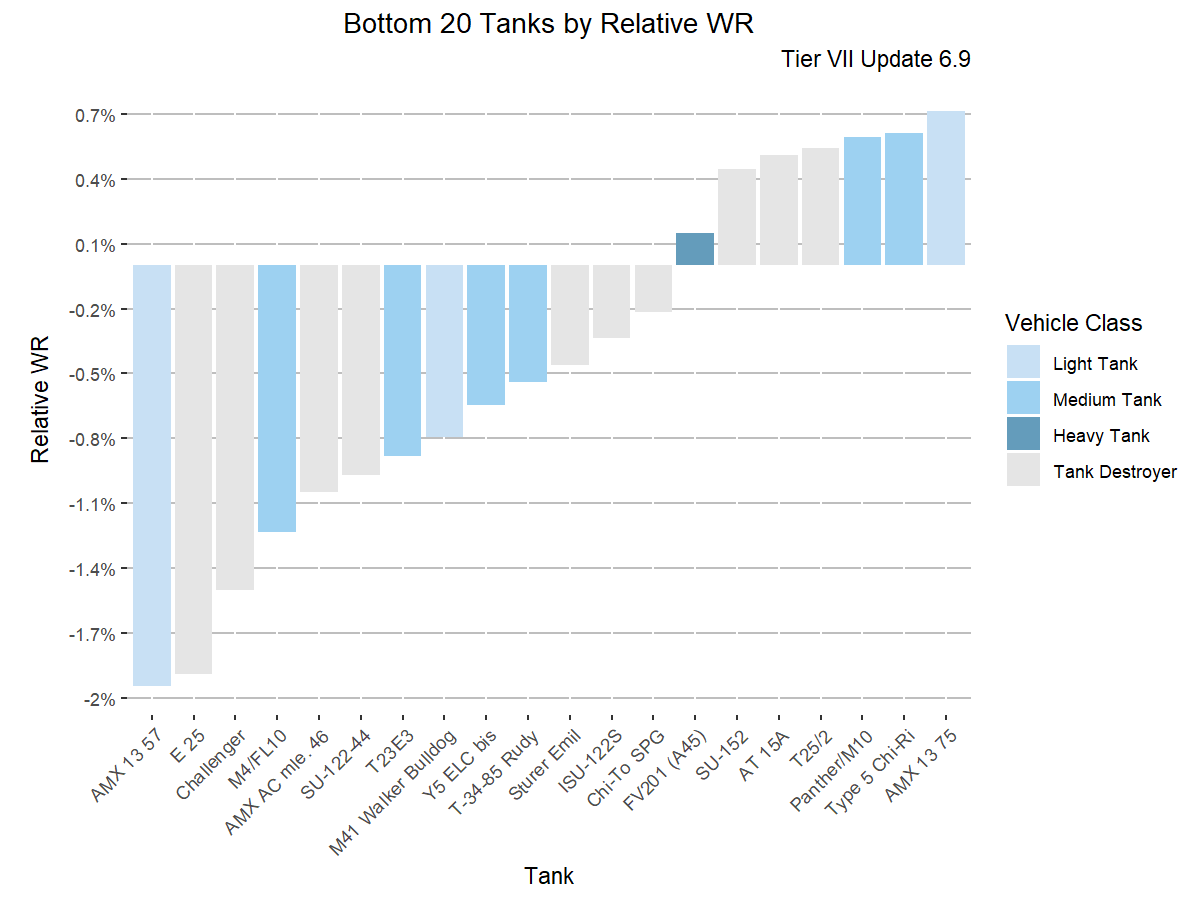 Bottom 20 Tanks by Relative WR
Tier VII Update 6.9
0.7%
0.4%
0.1%
-0.2%
-0.5%
-0.8%
-1.1%
-1.4%
-1.7%
-2%
Relative WR
AMX 13 57
E 25
Challenger
M4/FL10
AMX AC mle. 46
SU-122-44
T23E3
M41 Walker Bulldog
Y5 ELC bis
T-34-85 Rudy
Sturer Emil
ISU-122S
Chi-To SPG
FV201 (A45)
SU-152
AT 15A
T25/2
Panther/M10
Type 5 Chi-Ri
AMX 13 75
Tank
Vehicle Class
Light Tank
Medium Tank
Heavy Tank
Tank Destroyer